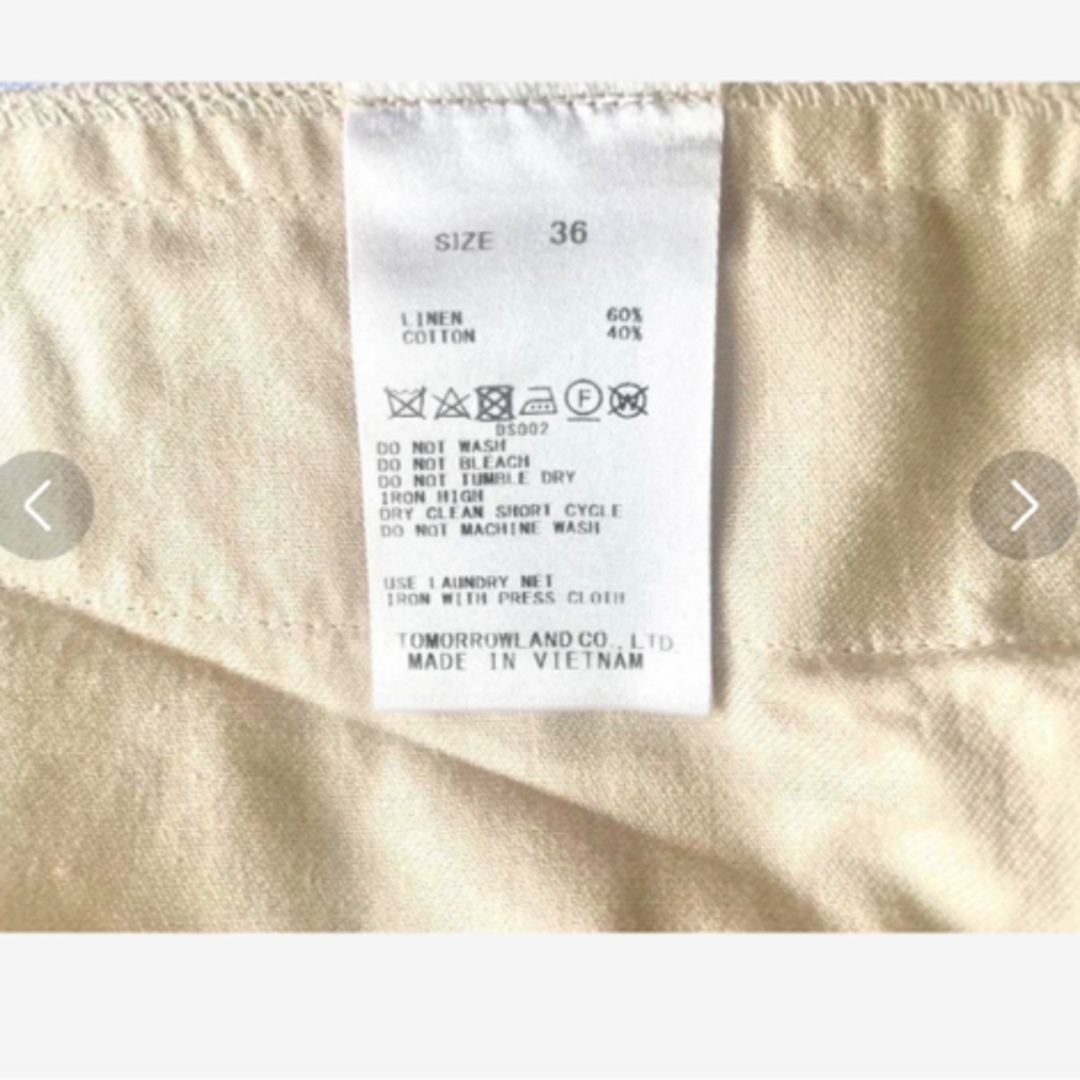 SIZE 36
LINEN 60%
COTTON 40%
F W
DS002
DO NOT WASH
DO NOT BLEACH
DO NOT TUMBLE DRY
IRON HIGH
DRY CLEAN SHORT CYCLE
DO NOT MACHINE WASH
USE LAUNDRY NET
IRON WITH PRESS CLOTH
TOMORROWLAND CO., LTD.
MADE IN VIETNAM